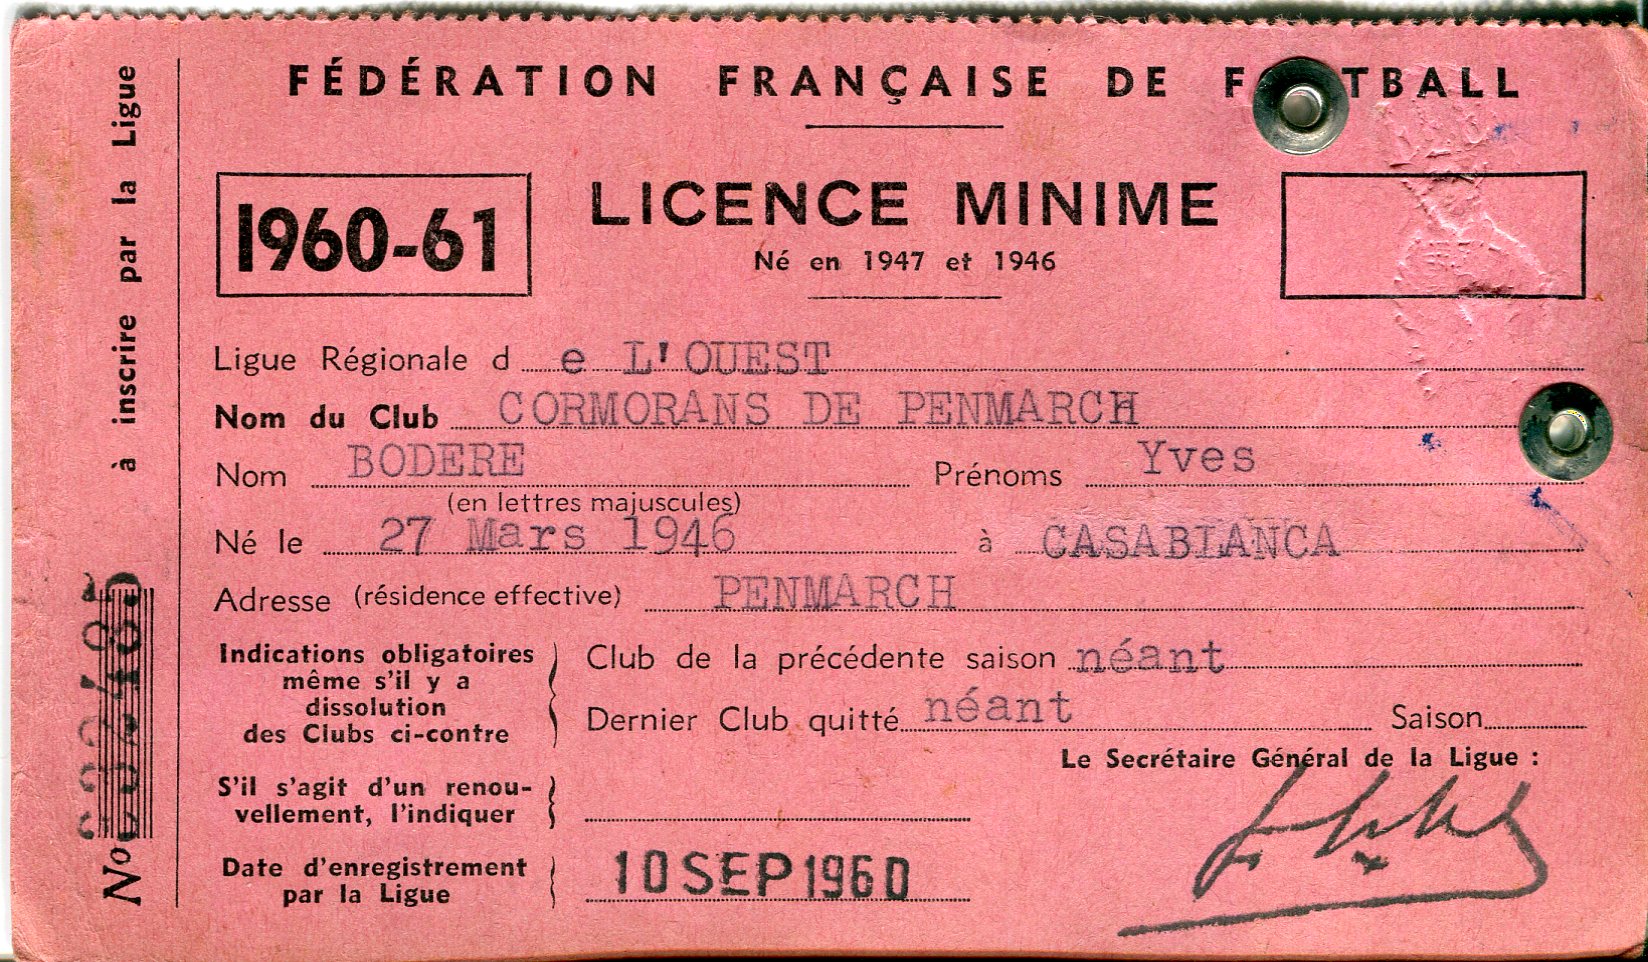 à inscrire par la Ligue
No
FÉDÉRATION FRANÇAISE DE F TBALL
1960-61
LICENCE MINIME
Né en 1947 et 1946
Ligue Régionale d e L'OUEST
Nom du Club CORMORANS DE PENMARCH
Nom BODERE Prénoms Yves
(en lettres majuscules)
Né le 27 Mars 1946 à CASABIANCA
Adresse (résidence effective) PENMARCH
Indications obligatoires
même s'il y a
dissolution
des Clubs ci-contre
Club de la précédente saison néant
Dernier Club quitté néant Saison
Le Secrétaire Général de la Ligue :
S'il s'agit d'un renou-
vellement, l'indiquer
Date d'enregistrement
par la Ligue
10 SEP 1960